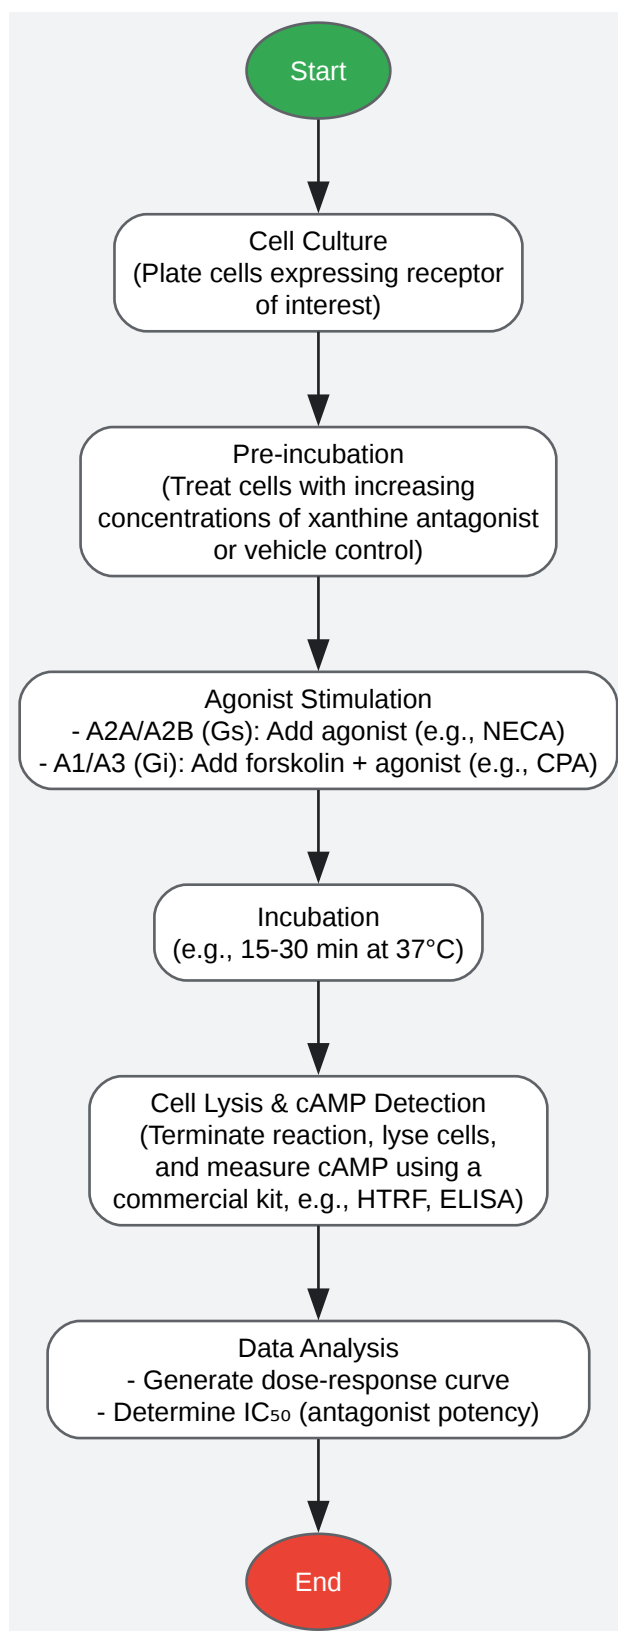 Start
Cell Culture
(Plate cells expressing receptor
of interest)
Pre-incubation
(Treat cells with increasing
concentrations of xanthine antagonist
or vehicle control)
Agonist Stimulation
- A2A/A2B (Gs): Add agonist (e.g., NECA)
- A1/A3 (Gi): Add forskolin + agonist (e.g., CPA)
Incubation
(e.g., 15-30 min at 37°C)
Cell Lysis & cAMP Detection
(Terminate reaction, lyse cells,
and measure cAMP using a
commercial kit, e.g., HTRF, ELISA)
Data Analysis
- Generate dose-response curve
- Determine IC₅₀ (antagonist potency)
End